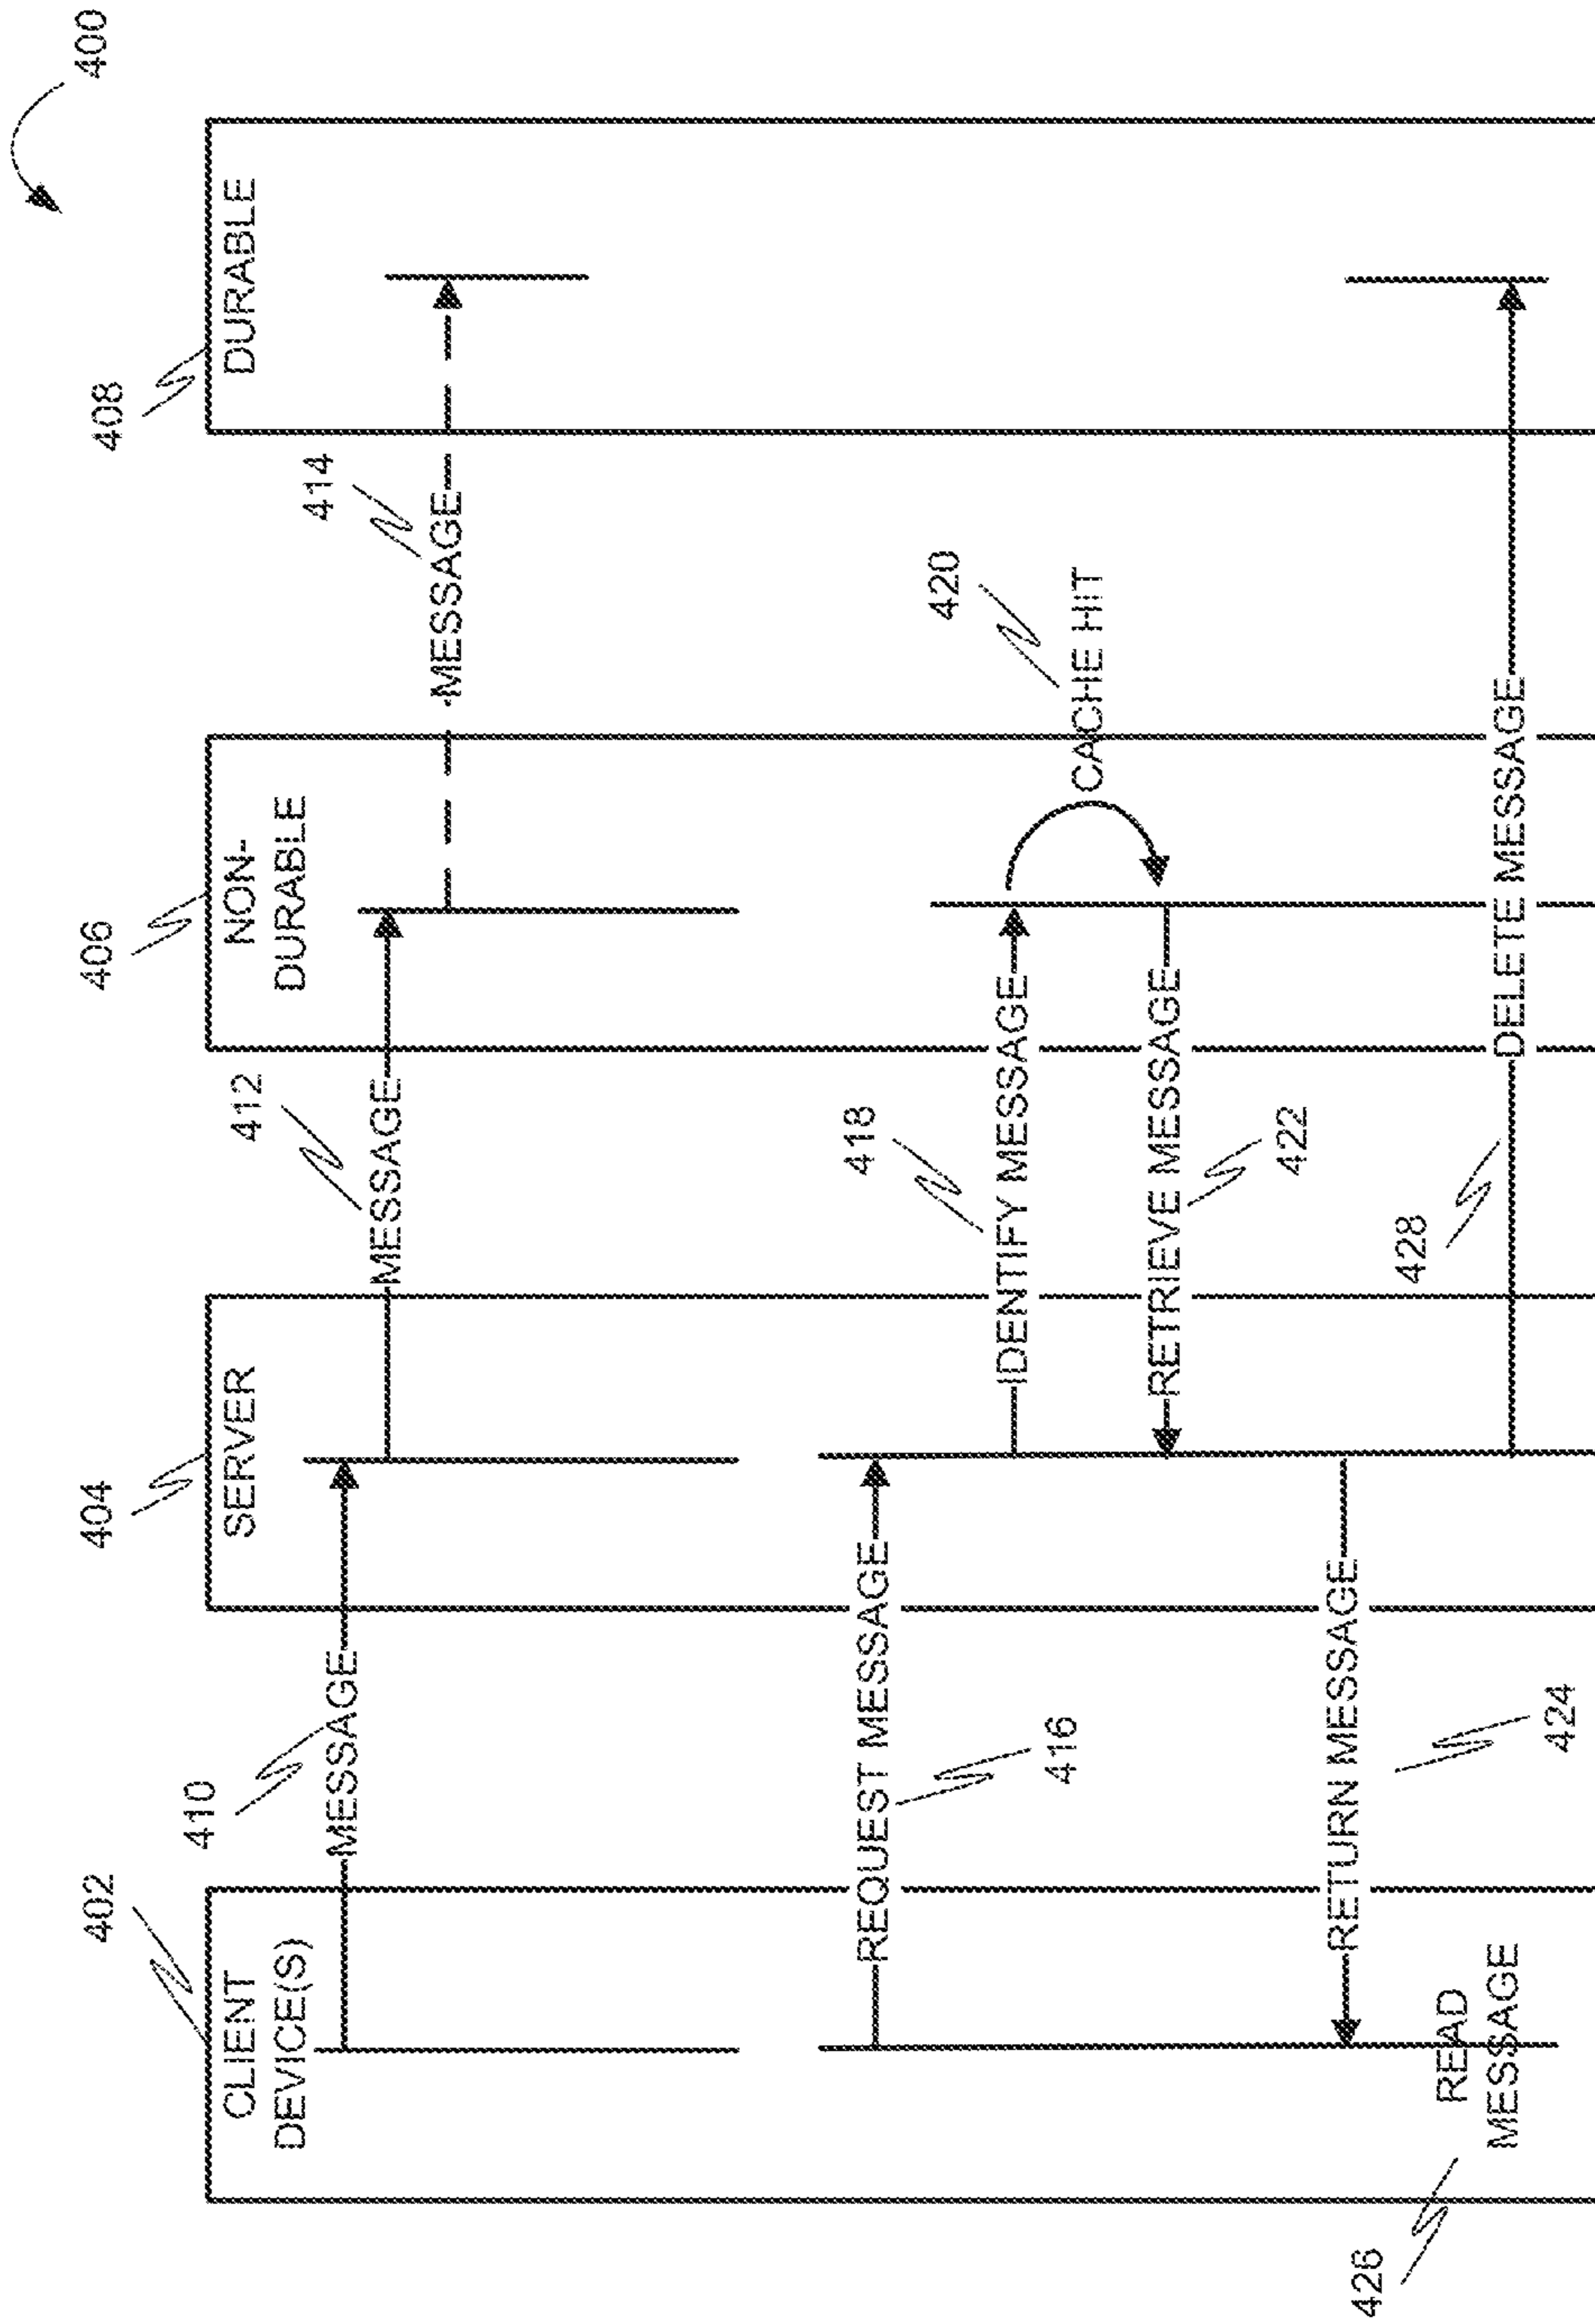 400
402
404
406
408
CLIENT
DEVICE(S)
SERVER
NON-
DURABLE
DURABLE
410
MESSAGE
412
MESSAGE
414
MESSAGE
REQUEST MESSAGE
416
418
IDENTIFY MESSAGE
420
CACHE HIT
RETRIEVE MESSAGE
422
RETURN MESSAGE
424
426
READ
MESSAGE
428
DELETE MESSAGE